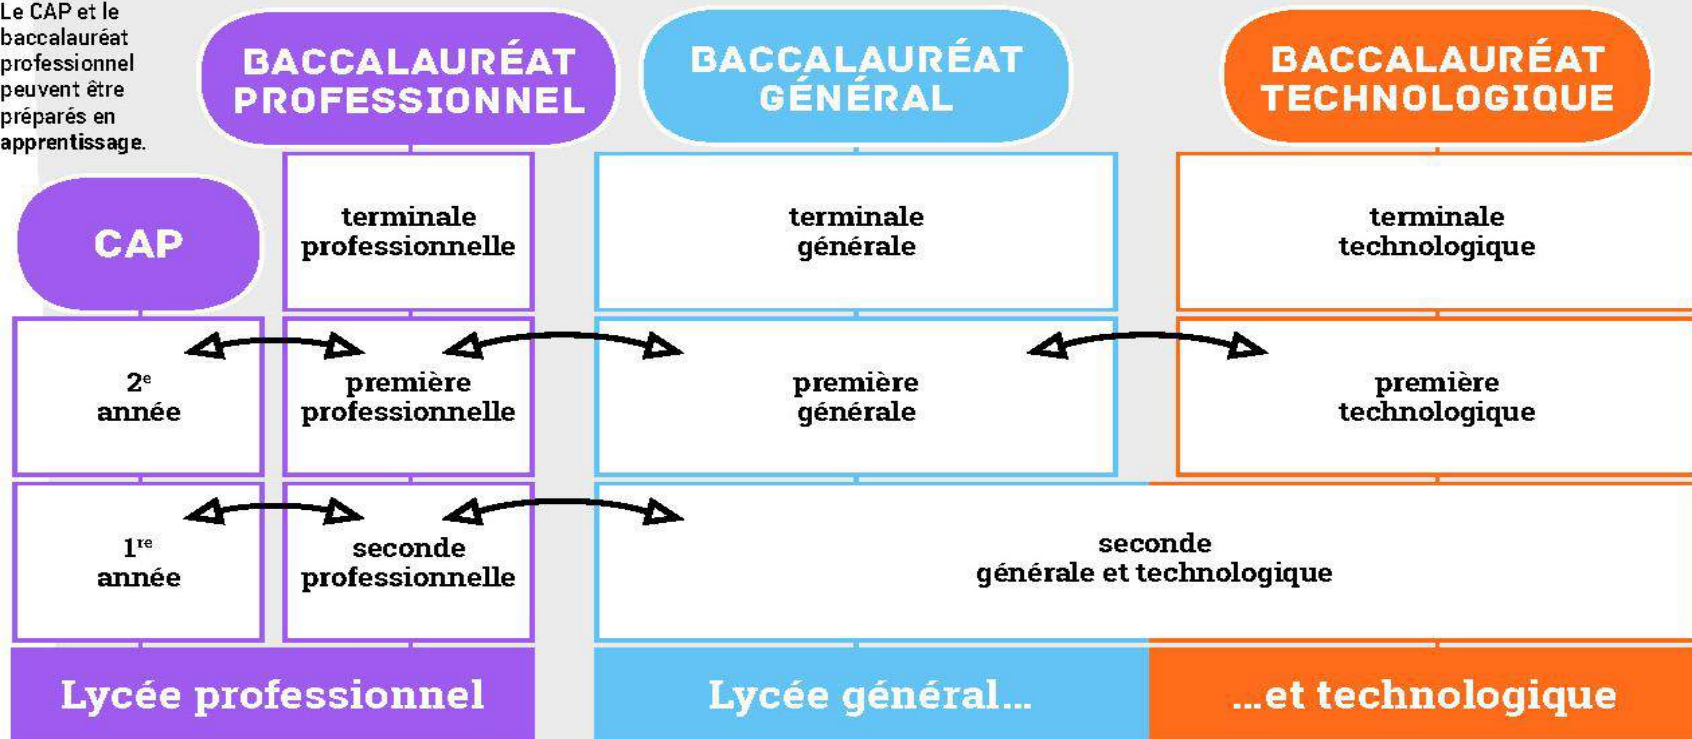 Le CAP et le
baccalauréat
professionnel
peuvent être
préparés en
apprentissage.
BACCALAURÉAT
PROFESSIONNEL
BACCALAURÉAT
GÉNÉRAL
BACCALAURÉAT
TECHNOLOGIQUE
CAP
terminale
professionnelle
terminale
générale
terminale
technologique
2e
année
première
professionnelle
première
générale
première
technologique
1re
année
seconde
professionnelle
seconde
générale et technologique
Lycée professionnel
Lycée général...
...et technologique